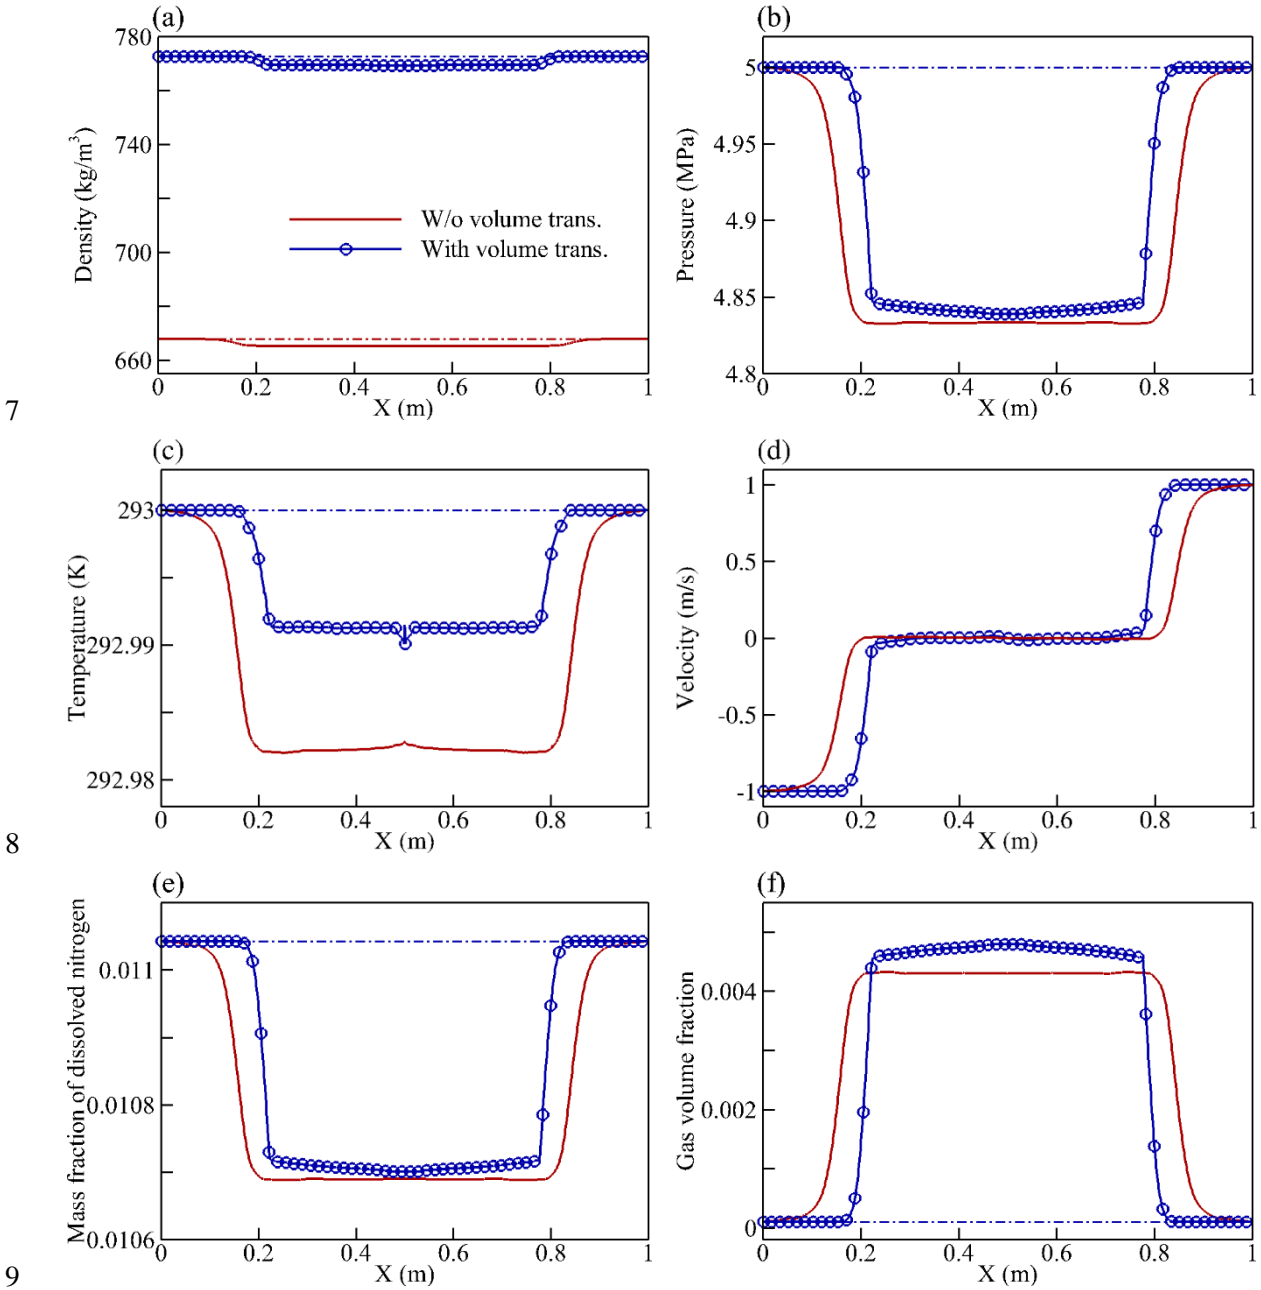 (a)
780
740
700
660
Density (kg/m³)
W/o volume trans.
With volume trans.
0 0.2 0.4 0.6 0.8 1
X (m)
7
(b)
5
4.95
4.9
4.85
4.8
Pressure (MPa)
0 0.2 0.4 0.6 0.8 1
X (m)
(c)
293
292.99
292.98
Temperature (K)
0 0.2 0.4 0.6 0.8 1
X (m)
8
(d)
1
0.5
0
-0.5
-1
Velocity (m/s)
0 0.2 0.4 0.6 0.8 1
X (m)
(e)
0.011
0.0108
0.0106
Mass fraction of dissolved nitrogen
0 0.2 0.4 0.6 0.8 1
X (m)
9
(f)
0.004
0.002
0
Gas volume fraction
0 0.2 0.4 0.6 0.8 1
X (m)